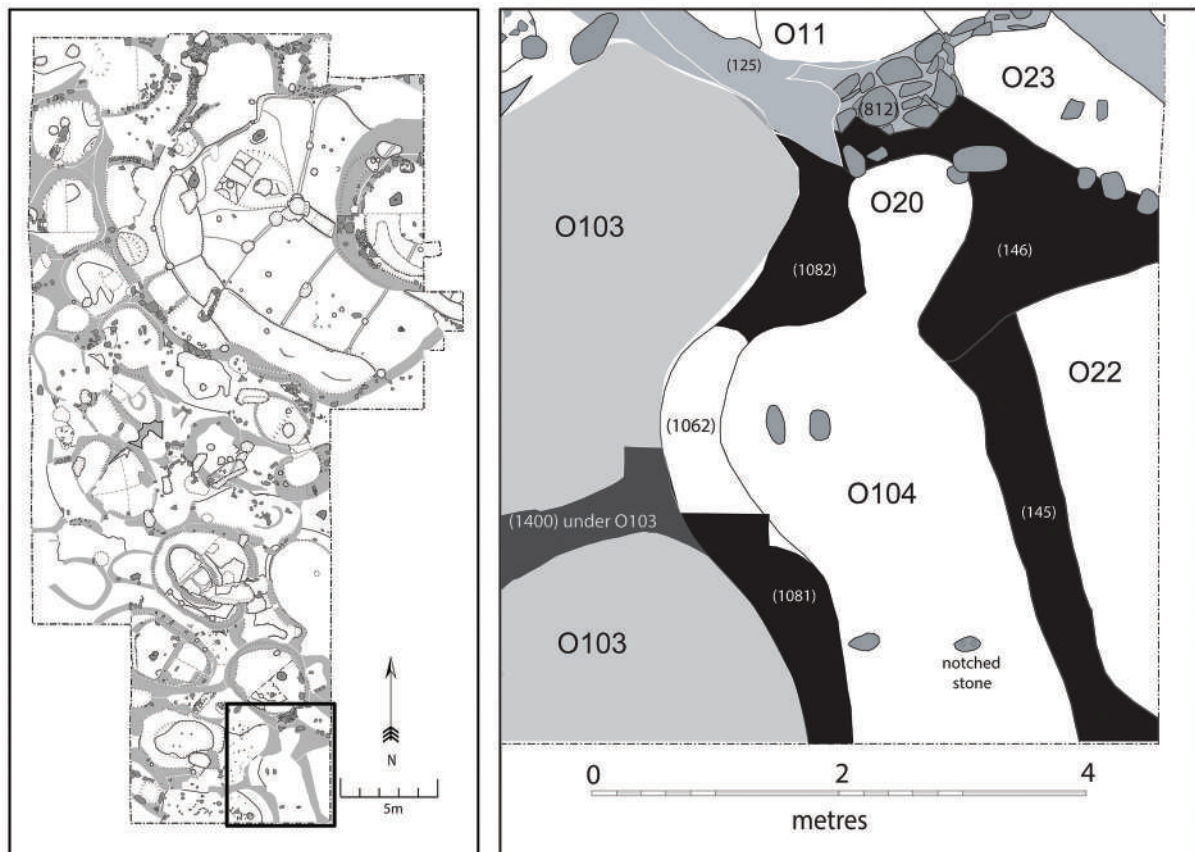 N
5m
O11
(125)
O23
(812)
O103
O20
(1082)
(146)
O22
(1062)
O104
(1400) under O103
(145)
(1081)
O103
notched
stone
0 2 4
metres